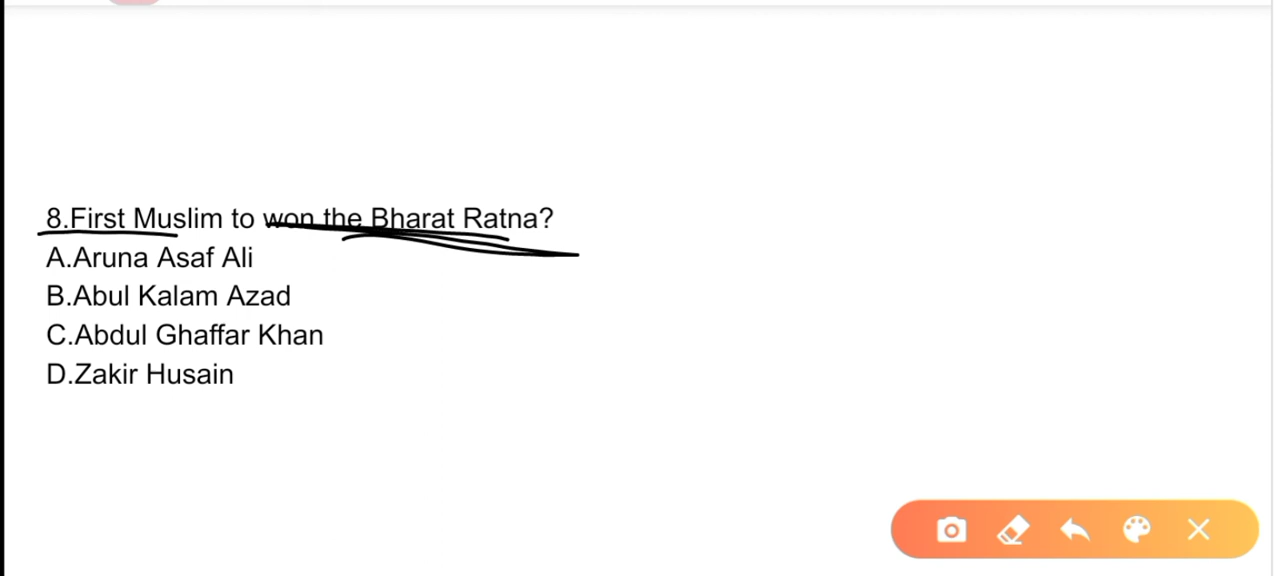 8.First Muslim to won the Bharat Ratna?
A.Aruna Asaf Ali
B.Abul Kalam Azad
C.Abdul Ghaffar Khan
D.Zakir Husain